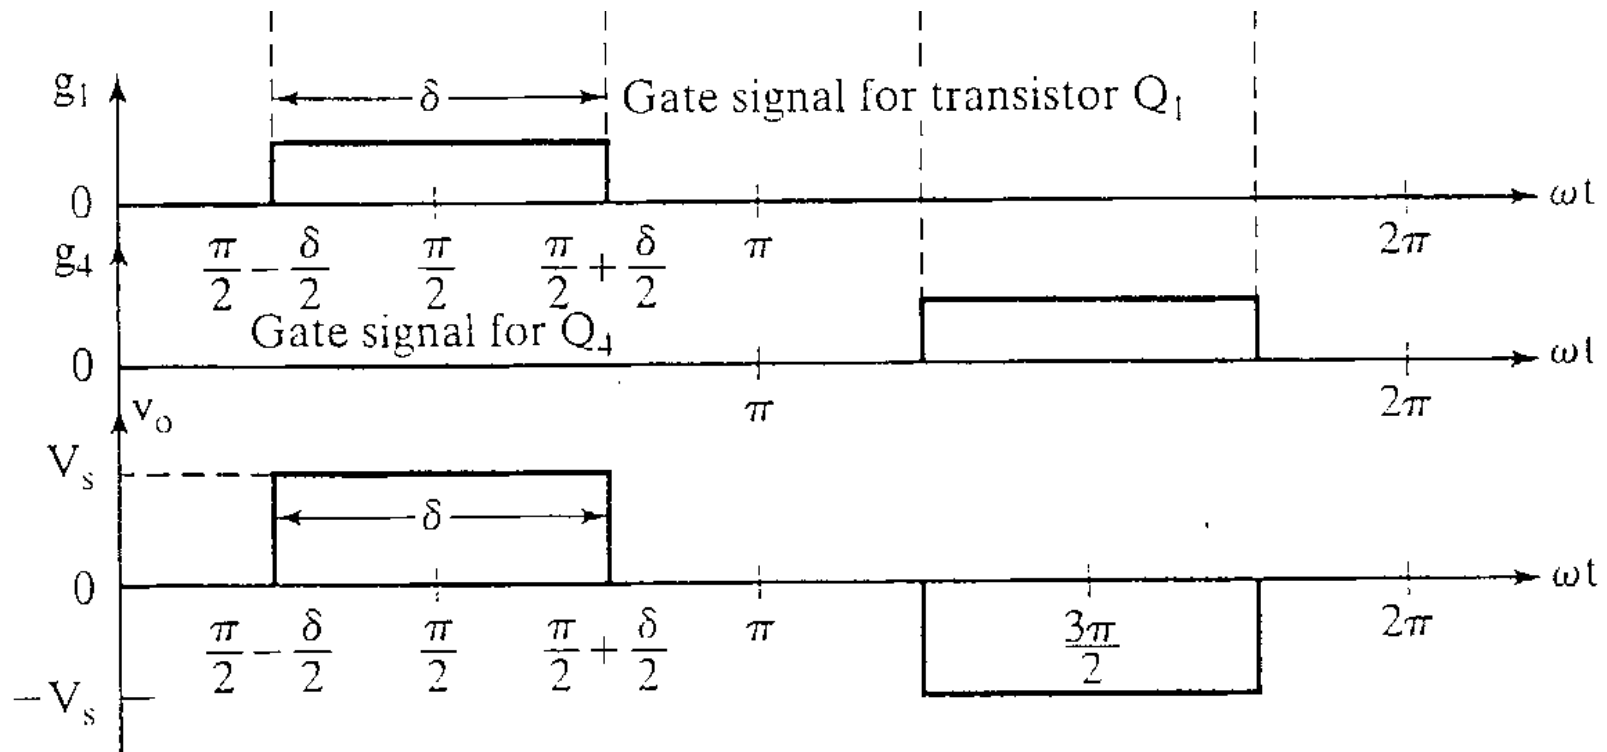 g₁
δ
Gate signal for transistor Q₁
0
π/2 − δ/2
π/2
π/2 + δ/2
π
2π
ωt
g₄
Gate signal for Q₄
0
π
2π
ωt
v₀
Vₛ
δ
0
π/2 − δ/2
π/2
π/2 + δ/2
π
3π/2
2π
ωt
−Vₛ